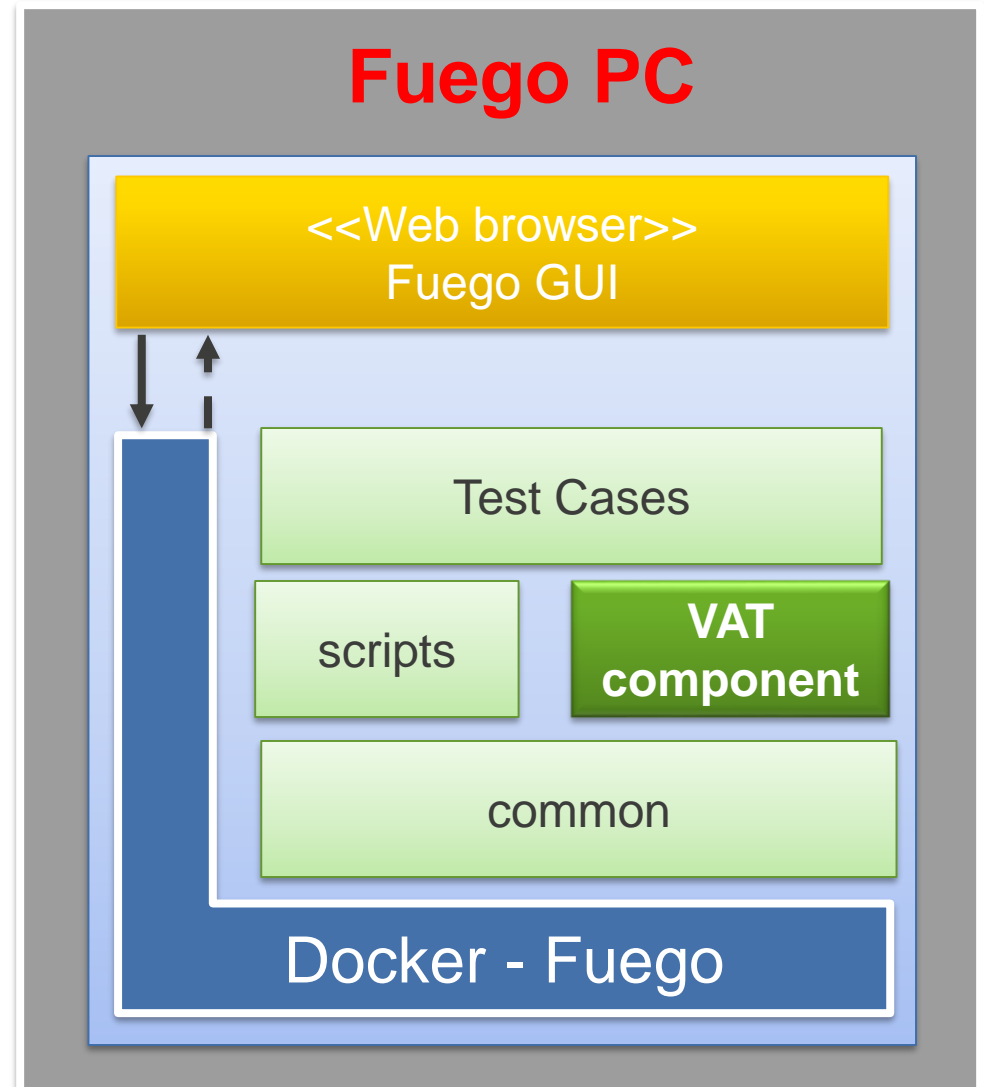 Fuego PC
<<Web browser>>
Fuego GUI
Test Cases
scripts
VAT
component
common
Docker - Fuego